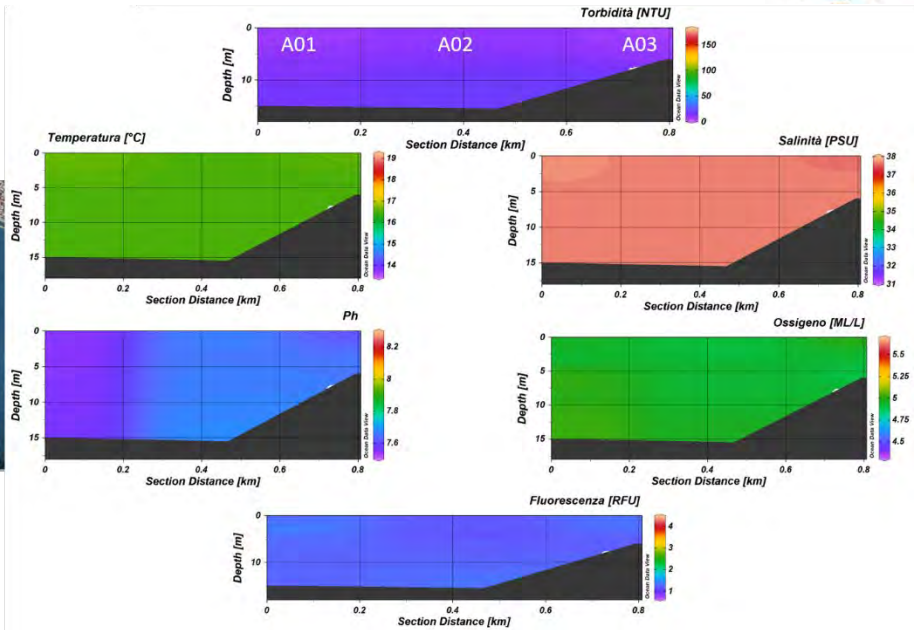 Torbidità [NTU]
A01 A02 A03
Depth [m]
0
10
0 0.2 0.4 0.6 0.8
Section Distance [km]
150
100
50
0
Ocean Data View
Temperatura [°C]
Depth [m]
0
5
10
15
0 0.2 0.4 0.6 0.8
Section Distance [km]
19
18
17
16
15
14
Ocean Data View
Salinità [PSU]
Depth [m]
0
5
10
15
0 0.2 0.4 0.6 0.8
Section Distance [km]
38
37
36
35
34
33
32
31
Ocean Data View
Ph
Depth [m]
0
5
10
15
0 0.2 0.4 0.6 0.8
Section Distance [km]
8.2
8
7.8
7.6
Ocean Data View
Ossigeno [ML/L]
Depth [m]
0
5
10
15
0 0.2 0.4 0.6 0.8
Section Distance [km]
5.5
5.25
5
4.75
4.5
Ocean Data View
Fluorescenza [RFU]
Depth [m]
0
10
0 0.2 0.4 0.6 0.8
Section Distance [km]
4
3
2
1
Ocean Data View